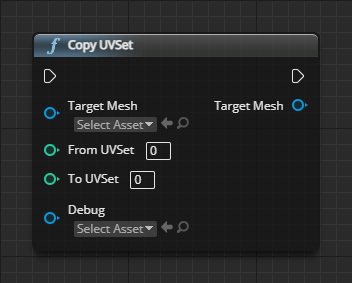 f Copy UVSet
Target Mesh Target Mesh
Select Asset
From UVSet 0
To UVSet 0
Debug
Select Asset